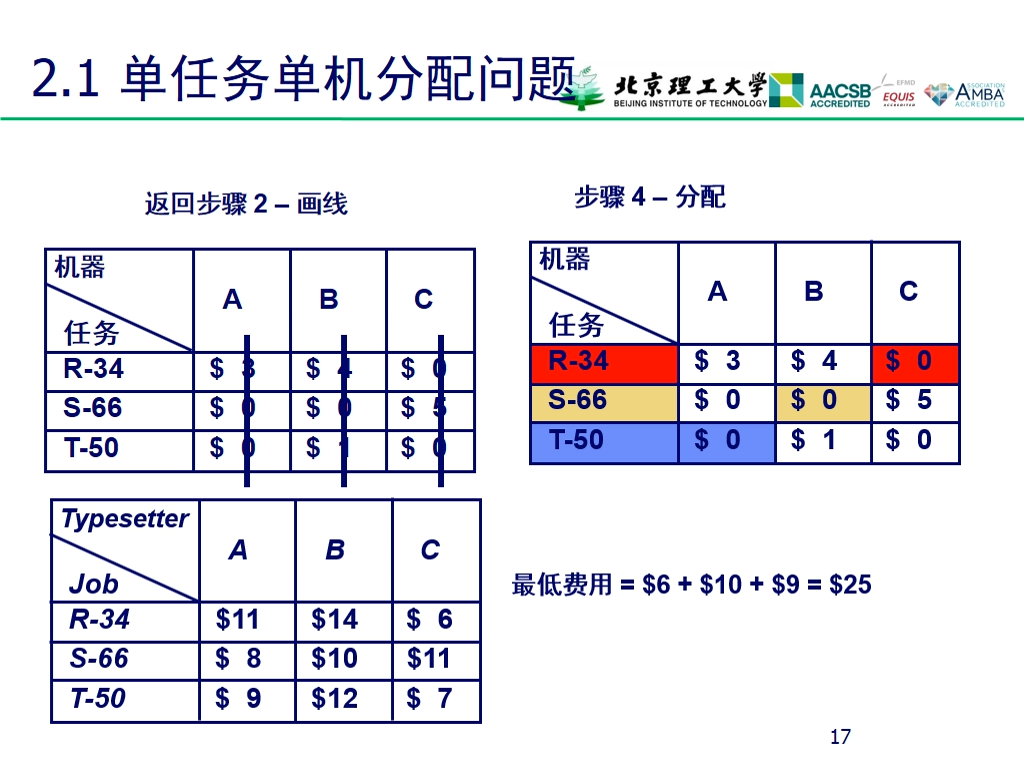 2.1 单任务单机分配问题
北京理工大学
BEIJING INSTITUTE OF TECHNOLOGY
AACSB
ACCREDITED
EFMD
EQUIS
ACCREDITED
ASSOCIATION
AMBA
ACCREDITED
返回步骤 2 – 画线
机器
任务
A B C
R-34 $ 3 $ 4 $ 0
S-66 $ 0 $ 0 $ 5
T-50 $ 0 $ 1 $ 0
步骤 4 – 分配
机器
任务
A B C
R-34 $ 3 $ 4 $ 0
S-66 $ 0 $ 0 $ 5
T-50 $ 0 $ 1 $ 0
Typesetter
Job
A B C
R-34 $11 $14 $ 6
S-66 $ 8 $10 $11
T-50 $ 9 $12 $ 7
最低费用 = $6 + $10 + $9 = $25
17